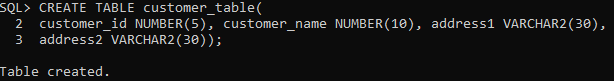 SQL> CREATE TABLE customer_table(
  2  customer_id NUMBER(5), customer_name NUMBER(10), address1 VARCHAR2(30),
  3  address2 VARCHAR2(30));
Table created.